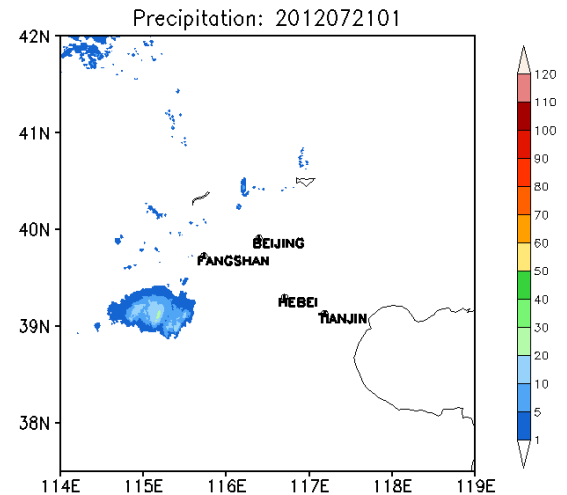 Precipitation: 2012072101
42N
41N
40N
39N
38N
114E 115E 116E 117E 118E 119E
BEIJING
FANGSHAN
HEBEI
TIANJIN
120
110
100
90
80
70
60
50
40
30
20
10
5
1